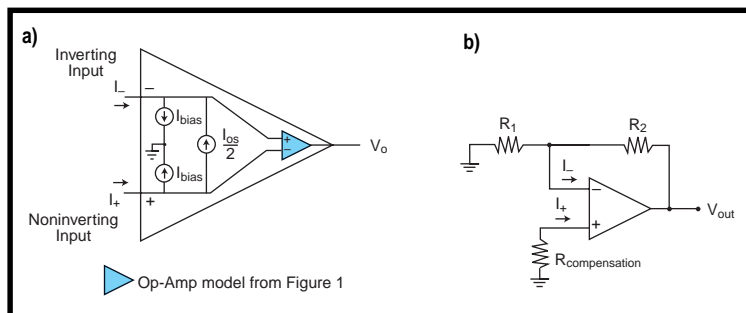 a)
Inverting
Input
I–
–
Ibias
Ios
2
Ibias
+
–
Vo
I+
+
Noninverting
Input
Op-Amp model from Figure 1
b)
R1
R2
I–
–
I+
+
Vout
Rcompensation